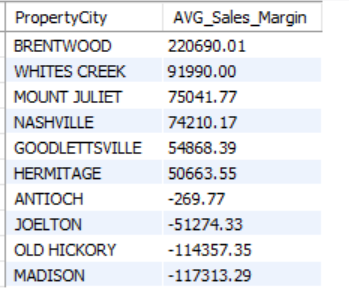 PropertyCity AVG_Sales_Margin
BRENTWOOD 220690.01
WHITES CREEK 91990.00
MOUNT JULIET 75041.77
NASHVILLE 74210.17
GOODLETTSVILLE 54868.39
HERMITAGE 50663.55
ANTIOCH -269.77
JOELTON -51274.33
OLD HICKORY -114357.35
MADISON -117313.29